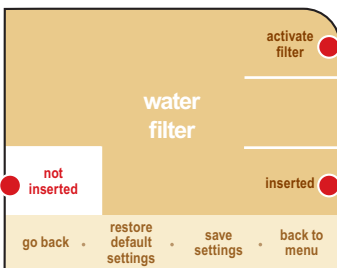 activate
filter
water
filter
not
inserted
inserted
go back • restore default settings • save settings • back to menu